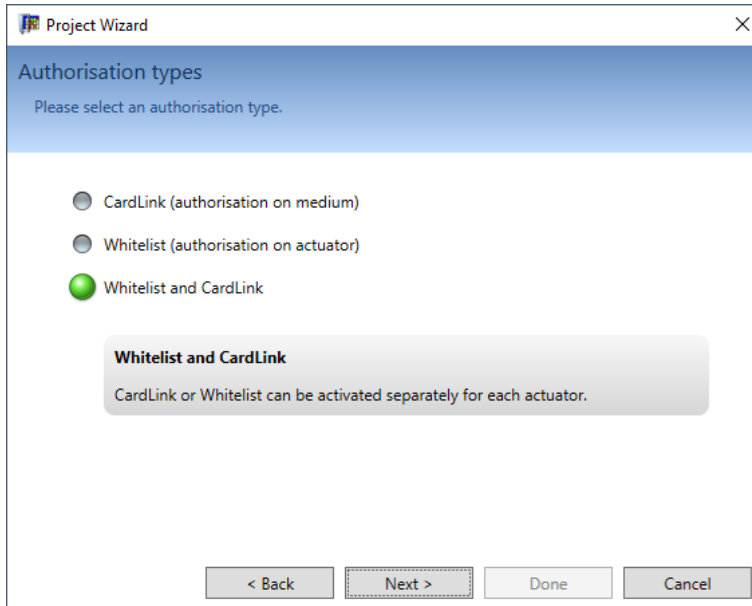 Project Wizard
Authorisation types
Please select an authorisation type.
CardLink (authorisation on medium)
Whitelist (authorisation on actuator)
Whitelist and CardLink
Whitelist and CardLink
CardLink or Whitelist can be activated separately for each actuator.
< Back Next > Done Cancel